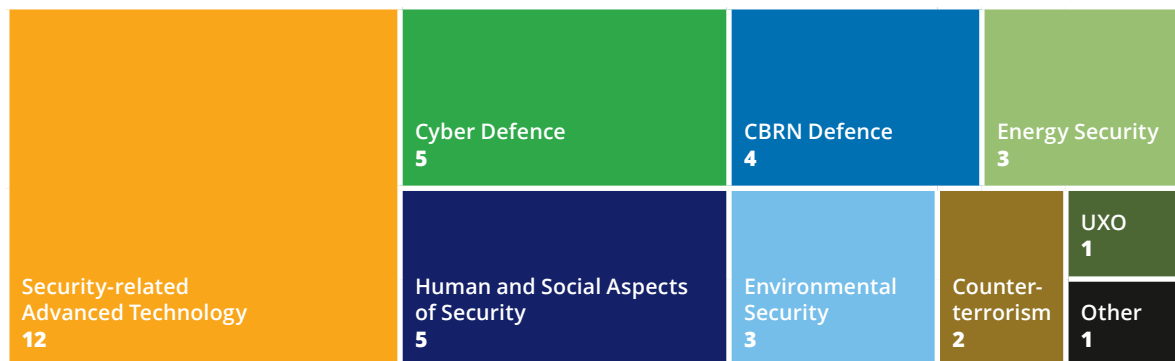 Security-related
Advanced Technology
12
Cyber Defence
5
CBRN Defence
4
Energy Security
3
Human and Social Aspects
of Security
5
Environmental
Security
3
Counter-
terrorism
2
UXO
1
Other
1